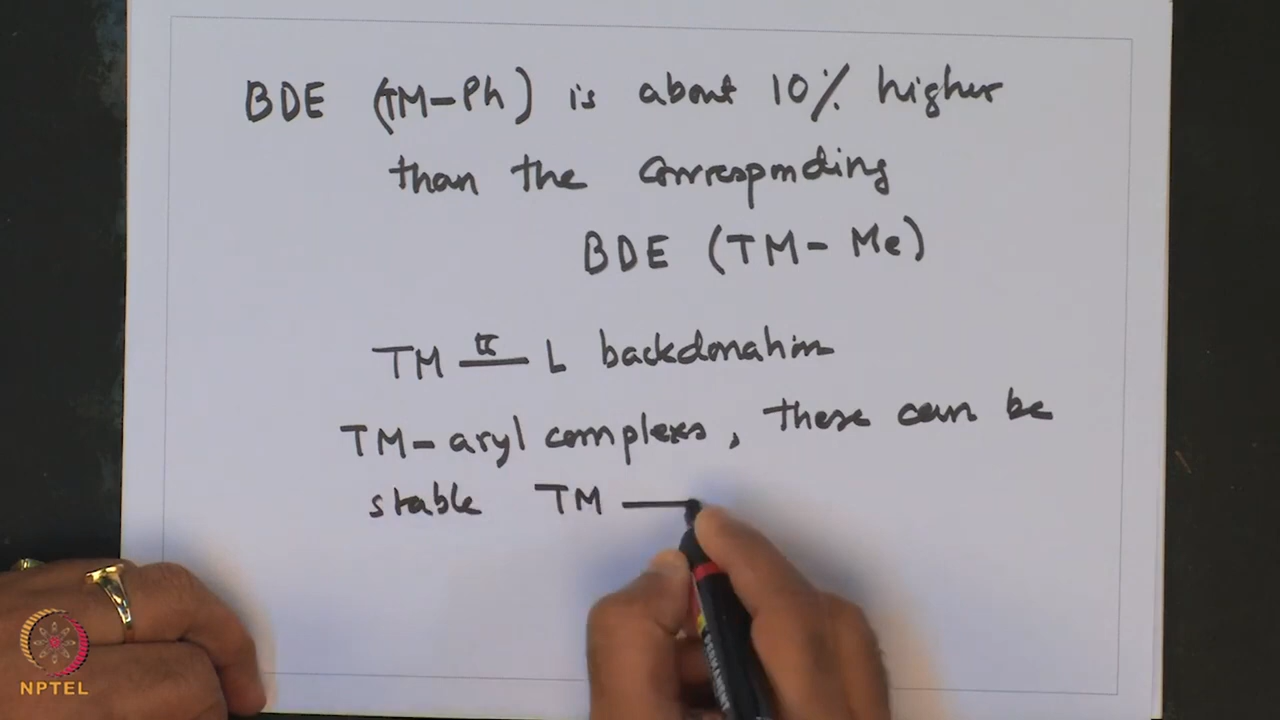 BDE (TM-Ph) is about 10% higher
than the corresponding
BDE (TM- Me)
TM π L backdonation
TM-aryl complexes, these can be
stable TM —
NPTEL